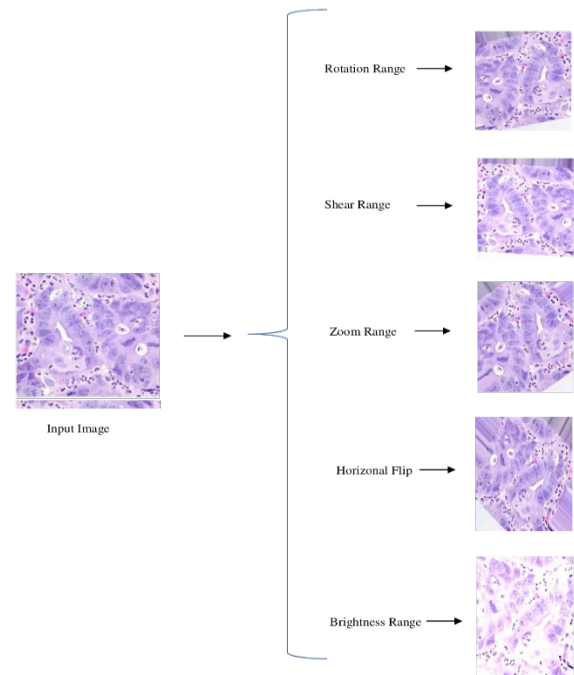 Rotation Range
Shear Range
Zoom Range
Input Image
Horizonal Flip
Brightness Range